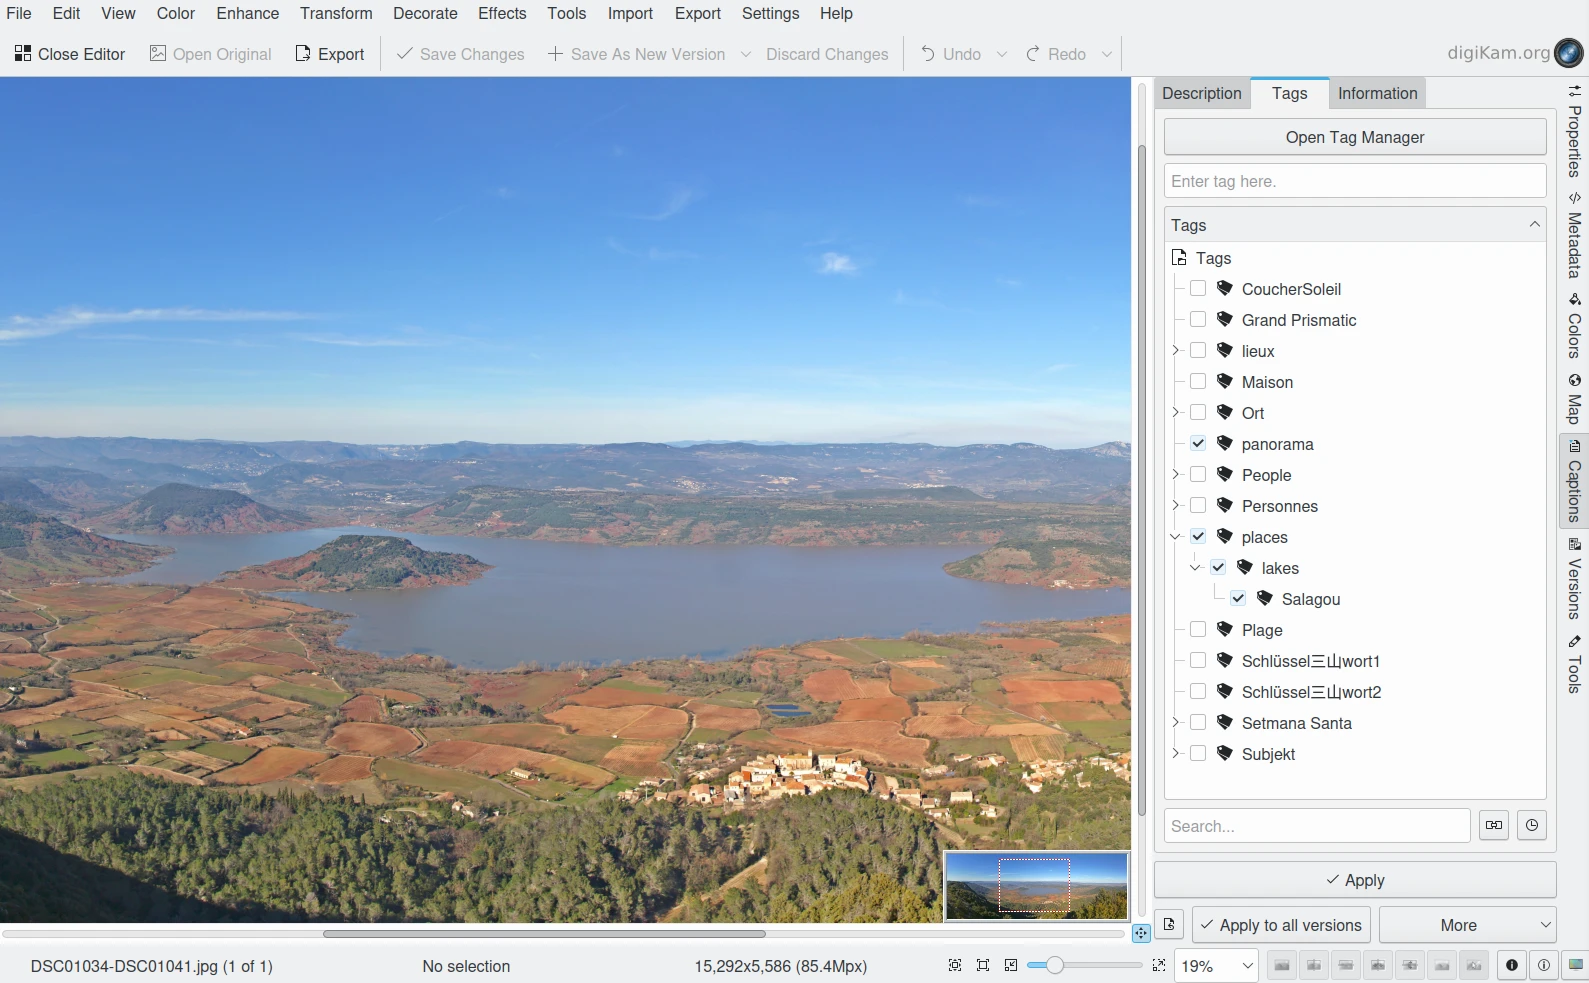 File Edit View Color Enhance Transform Decorate Effects Tools Import Export Settings Help
Close Editor Open Original Export Save Changes Save As New Version Discard Changes Undo Redo digiKam.org
Description Tags Information
Open Tag Manager
Enter tag here.
Tags
Tags
CoucherSoleil
Grand Prismatic
lieux
Maison
Ort
panorama
People
Personnes
places
lakes
Salagou
Plage
Schlüssel三山wort1
Schlüssel三山wort2
Setmana Santa
Subjekt
Search...
Apply
Apply to all versions More
Properties
Metadata
Colors
Map
Captions
Versions
Tools
DSC01034-DSC01041.jpg (1 of 1) No selection 15,292x5,586 (85.4Mpx) 19%